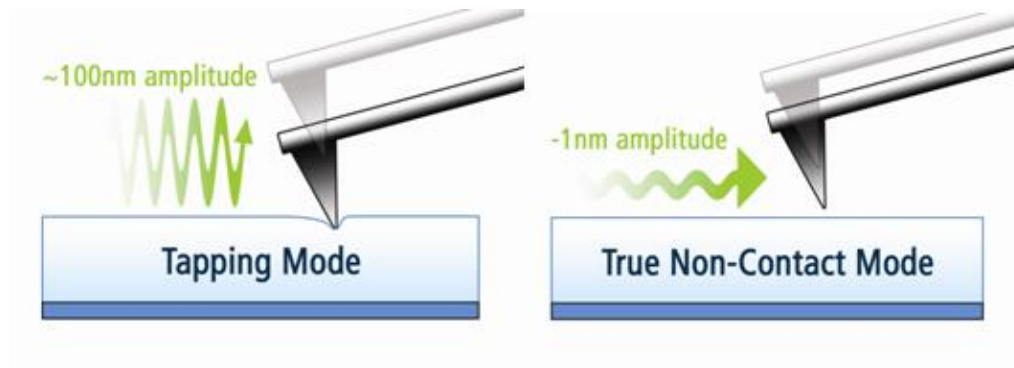 ~100nm amplitude
Tapping Mode
-1nm amplitude
True Non-Contact Mode